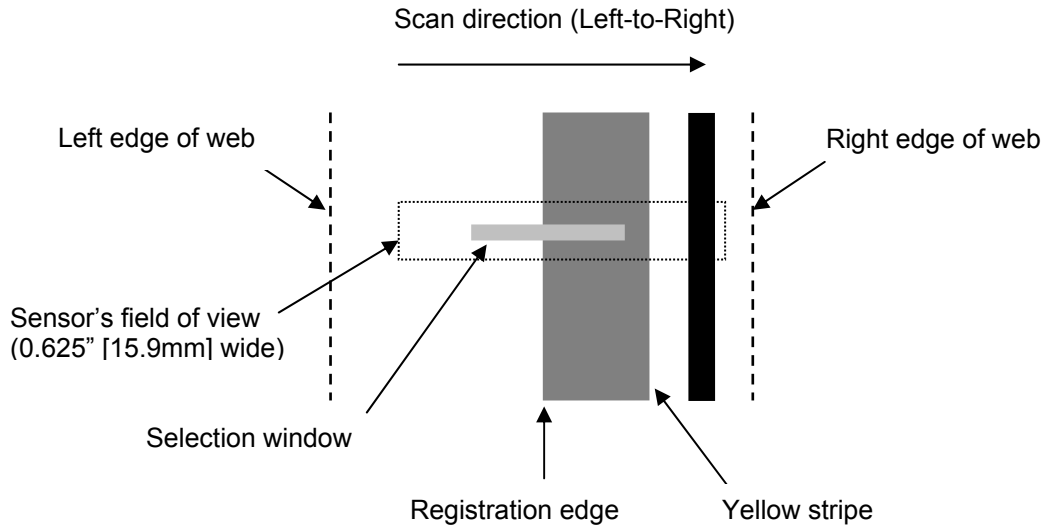 Scan direction (Left-to-Right)
Left edge of web
Right edge of web
Sensor’s field of view
(0.625” [15.9mm] wide)
Selection window
Registration edge
Yellow stripe